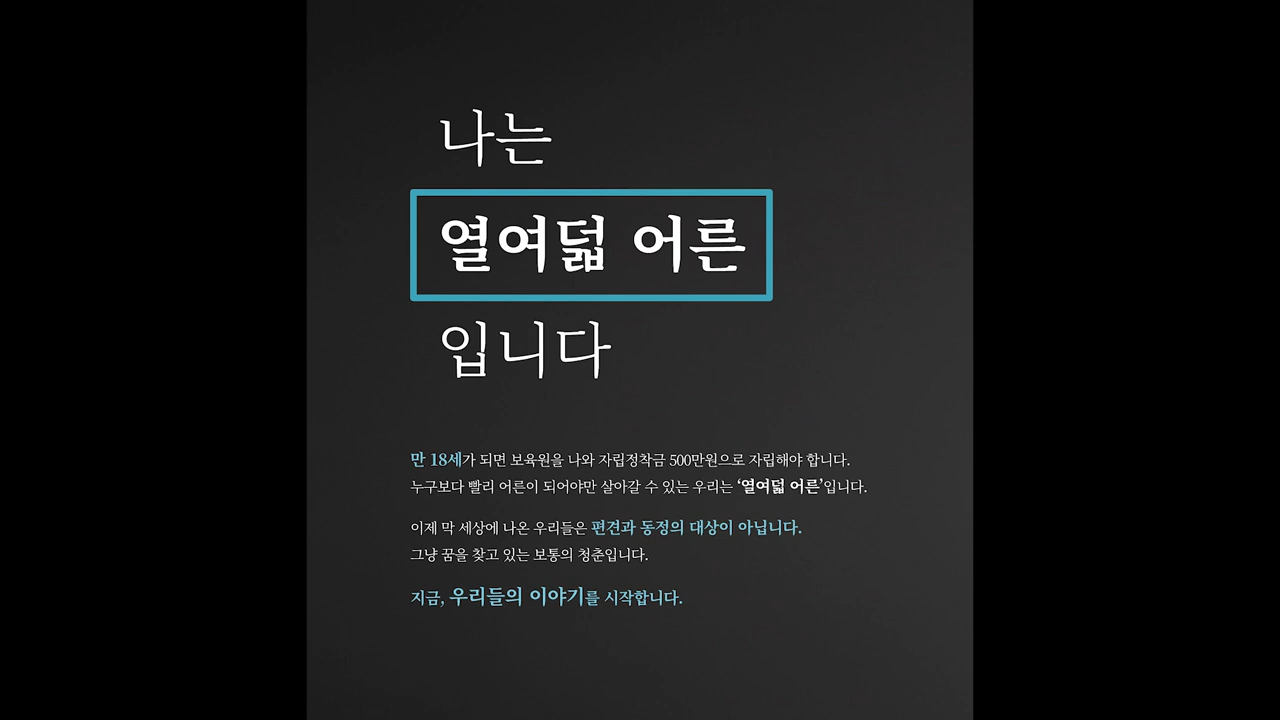 나는
열여덟 어른
입니다
만 18세가 되면 보육원을 나와 자립정착금 500만원으로 자립해야 합니다.
누구보다 빨리 어른이 되어야만 살아갈 수 있는 우리는 ‘열여덟 어른’입니다.
이제 막 세상에 나온 우리들은 편견과 동정의 대상이 아닙니다.
그냥 꿈을 찾고 있는 보통의 청춘입니다.
지금, 우리들의 이야기를 시작합니다.